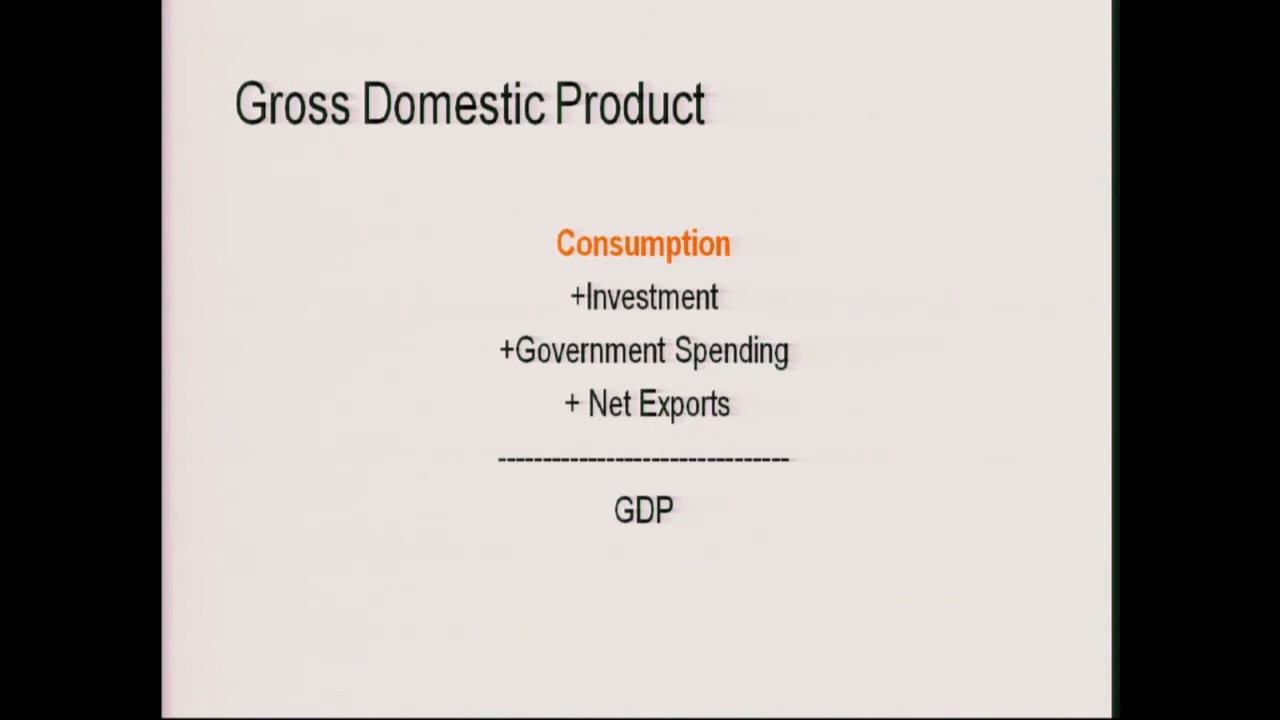 Gross Domestic Product
Consumption
+Investment
+Government Spending
+ Net Exports
--------------------------------
GDP